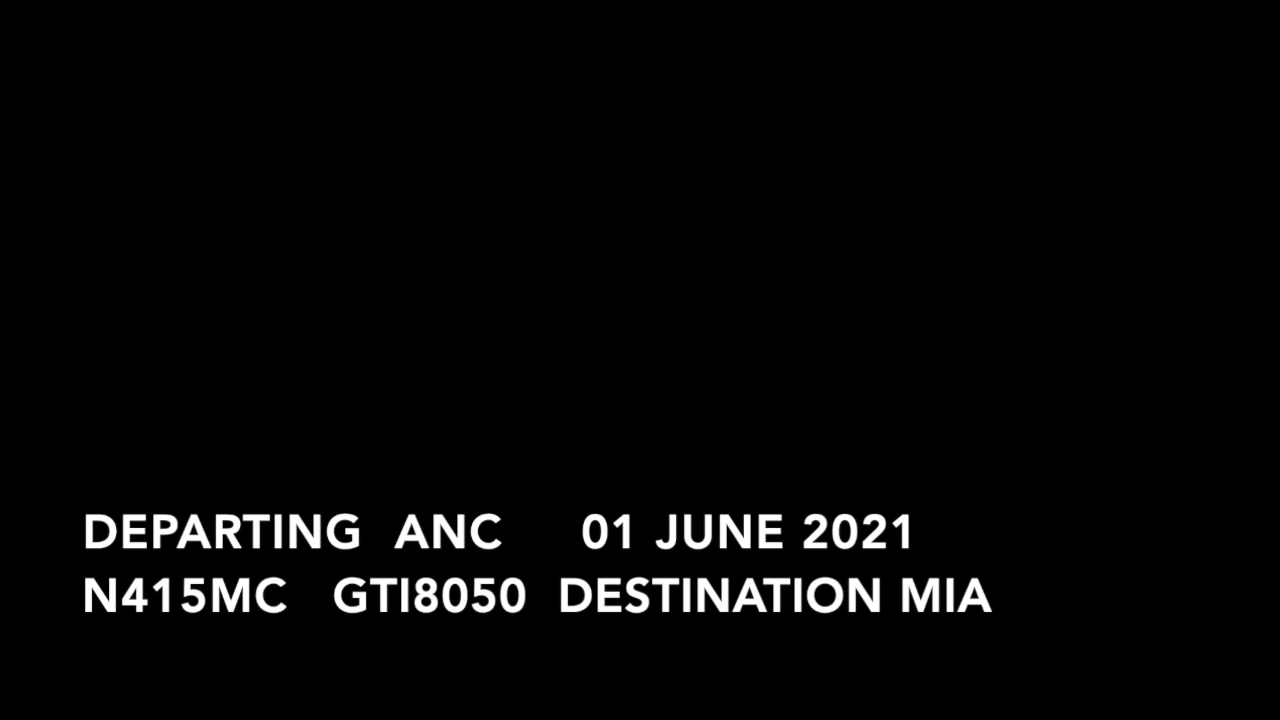 DEPARTING ANC 01 JUNE 2021
N415MC GTI8050 DESTINATION MIA